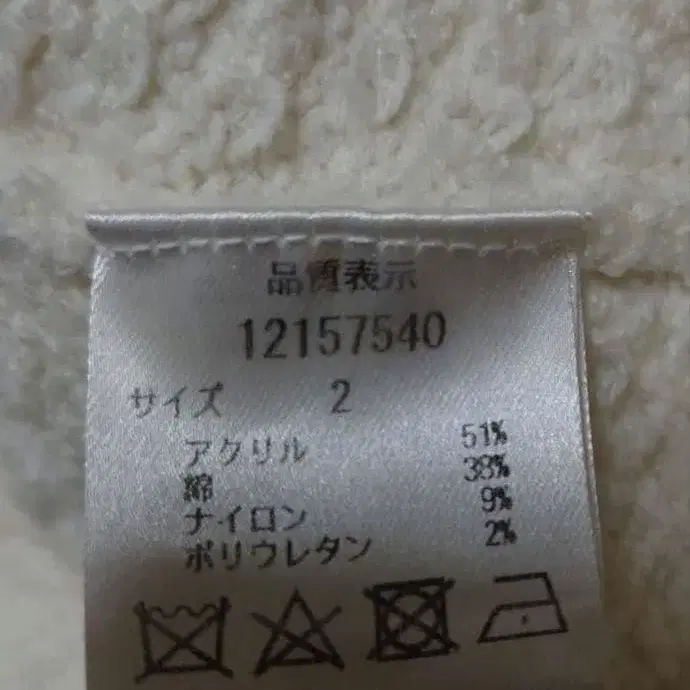 品質表示
12157540
サイズ 2
アクリル 51%
綿 38%
ナイロン 9%
ポリウレタン 2%